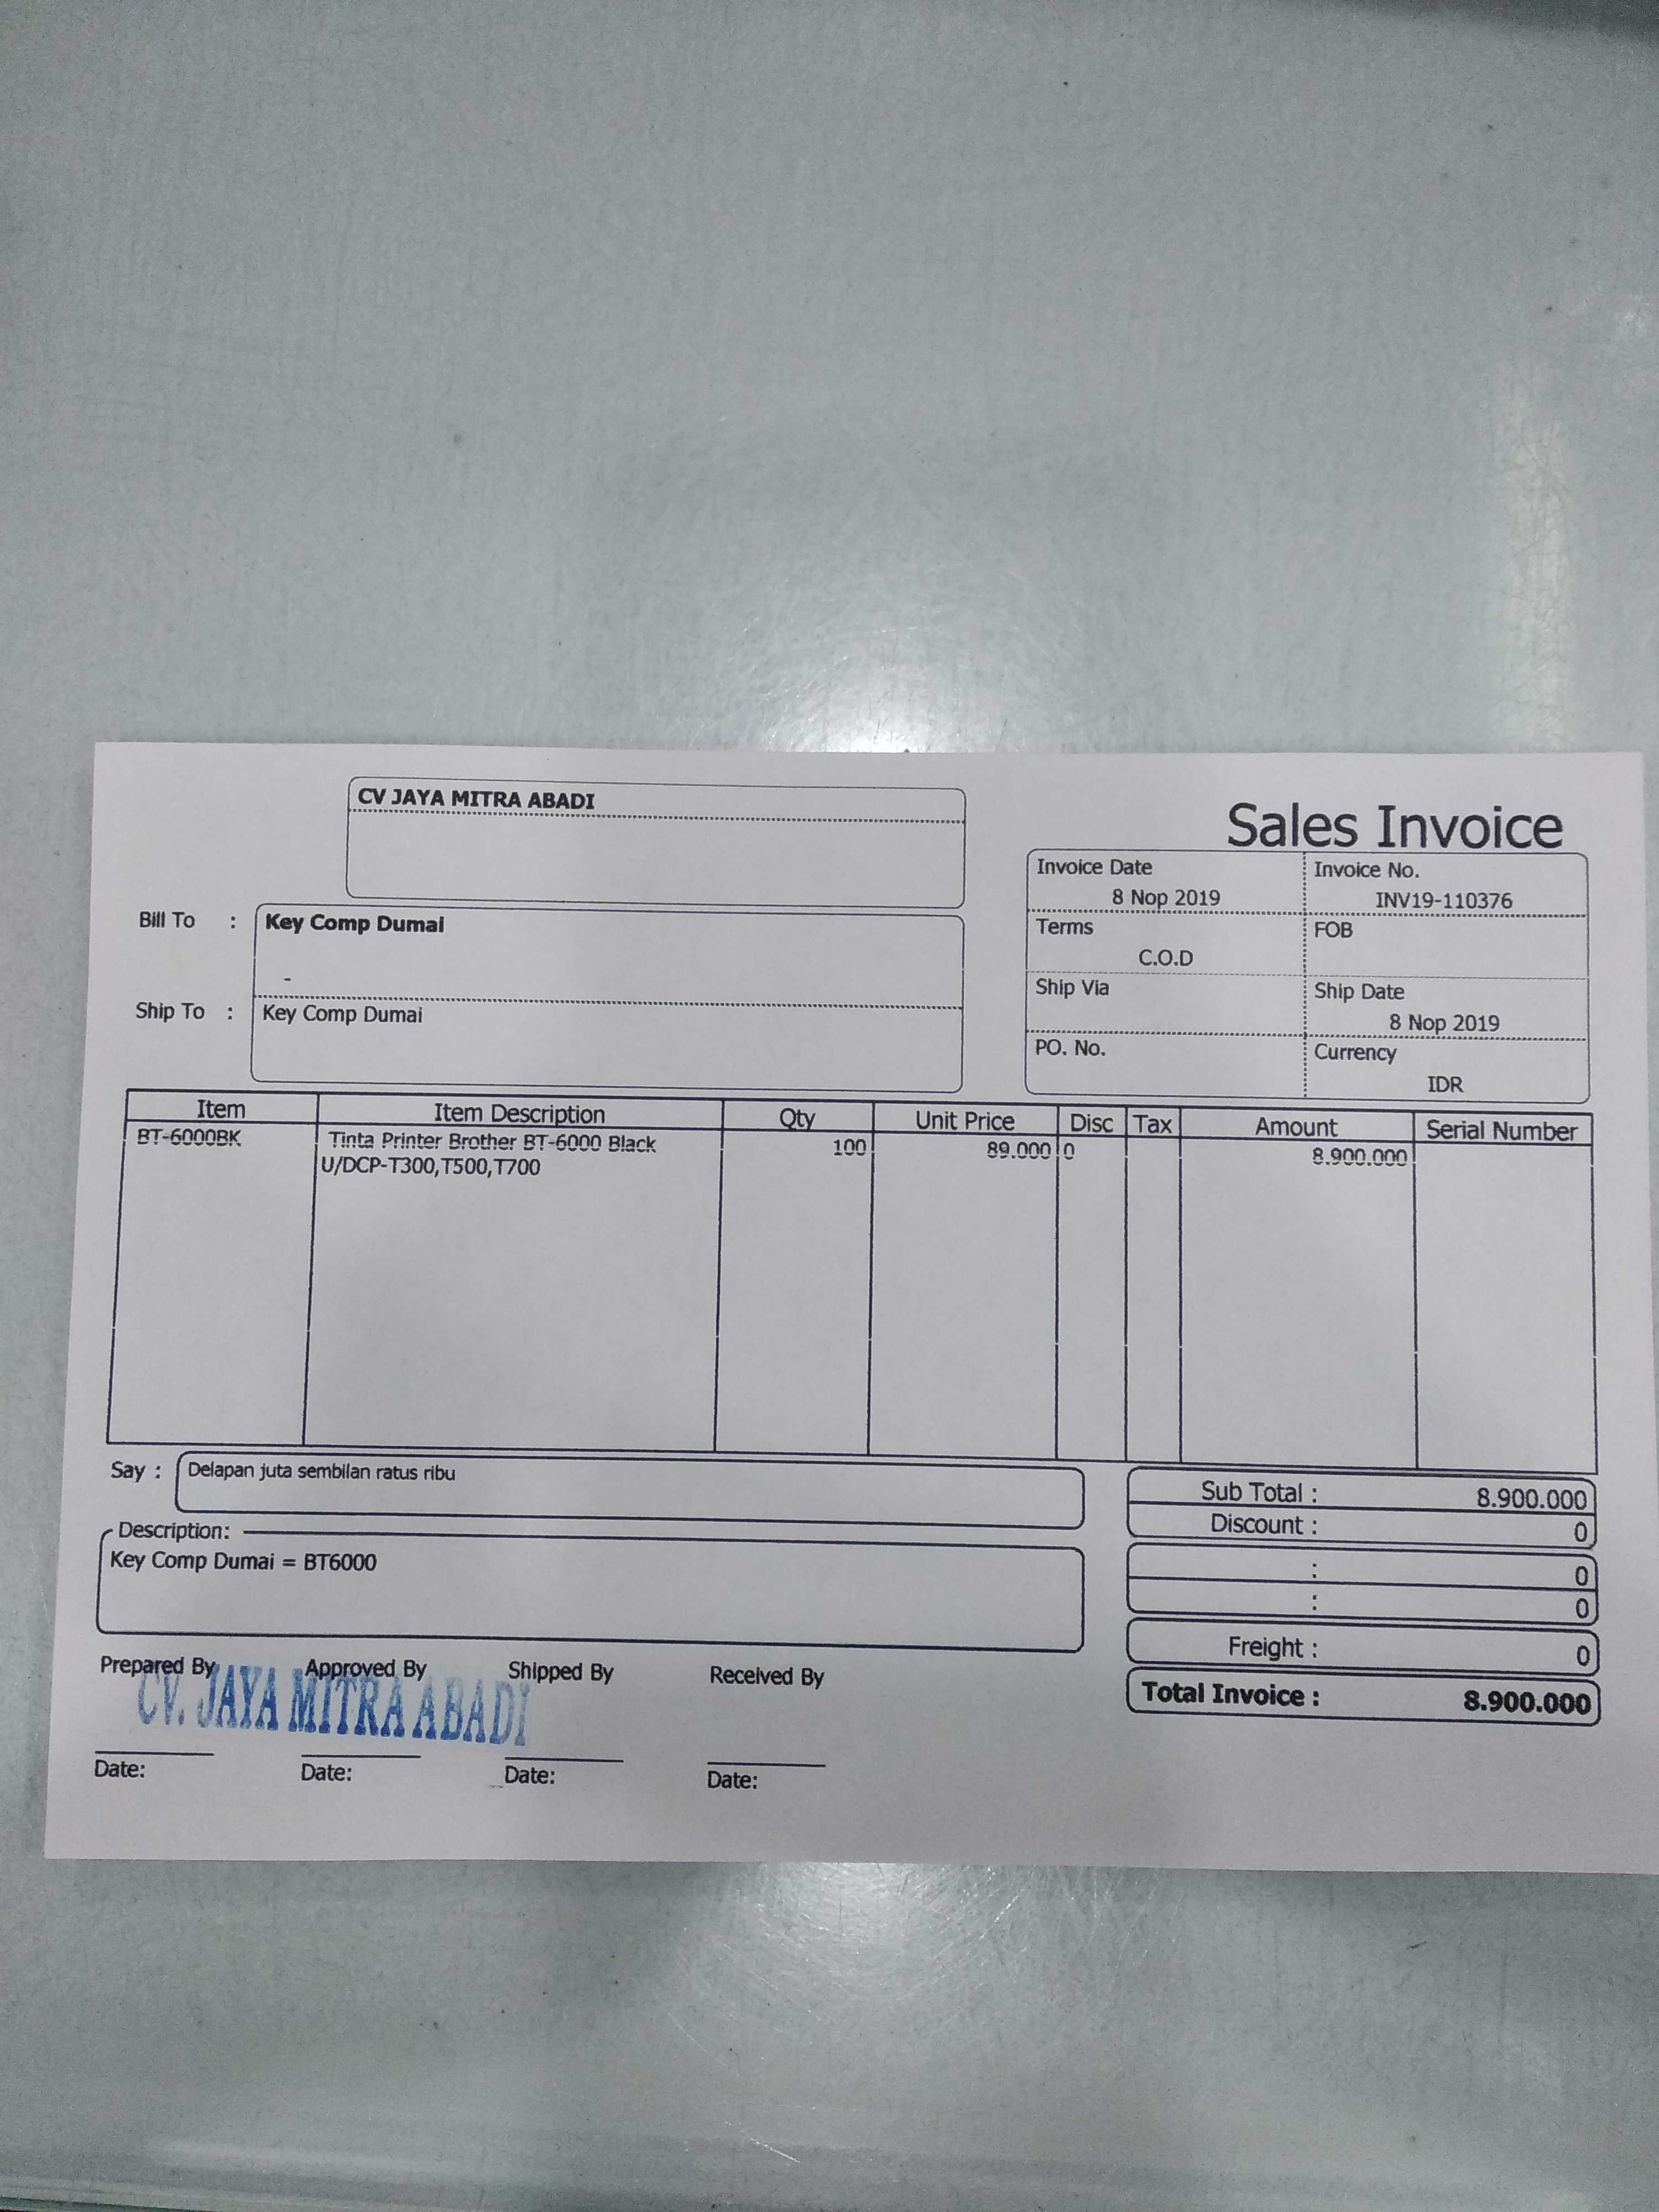 CV JAYA MITRA ABADI
Sales Invoice
Invoice Date
Invoice No.
8 Nop 2019
INV19-110376
Bill To :
Key Comp Dumai
-
Terms
FOB
C.O.D
Ship To :
Key Comp Dumai
Ship Via
Ship Date
8 Nop 2019
PO. No.
Currency
IDR
Item Item Description Qty Unit Price Disc Tax Amount Serial Number
BT-6000BK Tinta Printer Brother BT-6000 Black 100 89.000 0 8.900.000
U/DCP-T300,T500,T700
Say : Delapan juta sembilan ratus ribu
Sub Total : 8.900.000
Discount : 0
Description:
Key Comp Dumai = BT6000
: 0
: 0
Freight : 0
Total Invoice : 8.900.000
Prepared By Approved By Shipped By Received By
CV. JAYA MITRA ABADI
Date: Date: Date: Date: